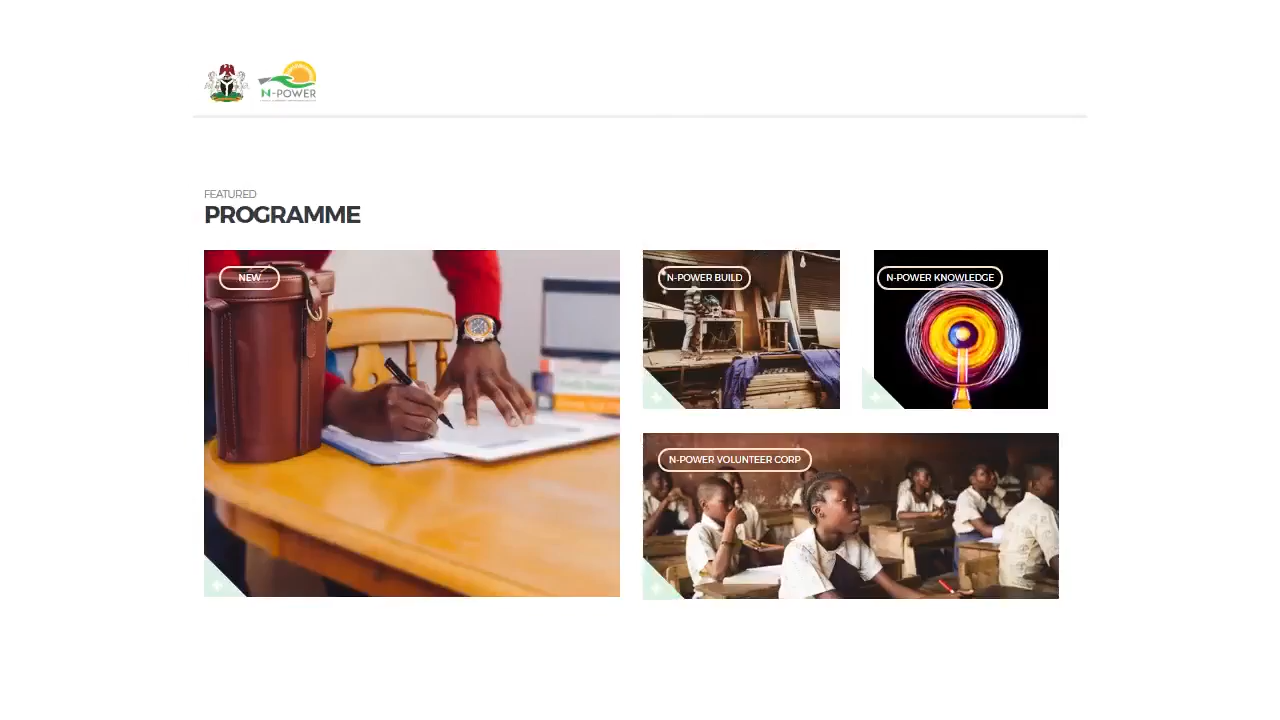 N-POWER
FEATURED
PROGRAMME
NEW
N-POWER BUILD
N-POWER KNOWLEDGE
N-POWER VOLUNTEER CORP